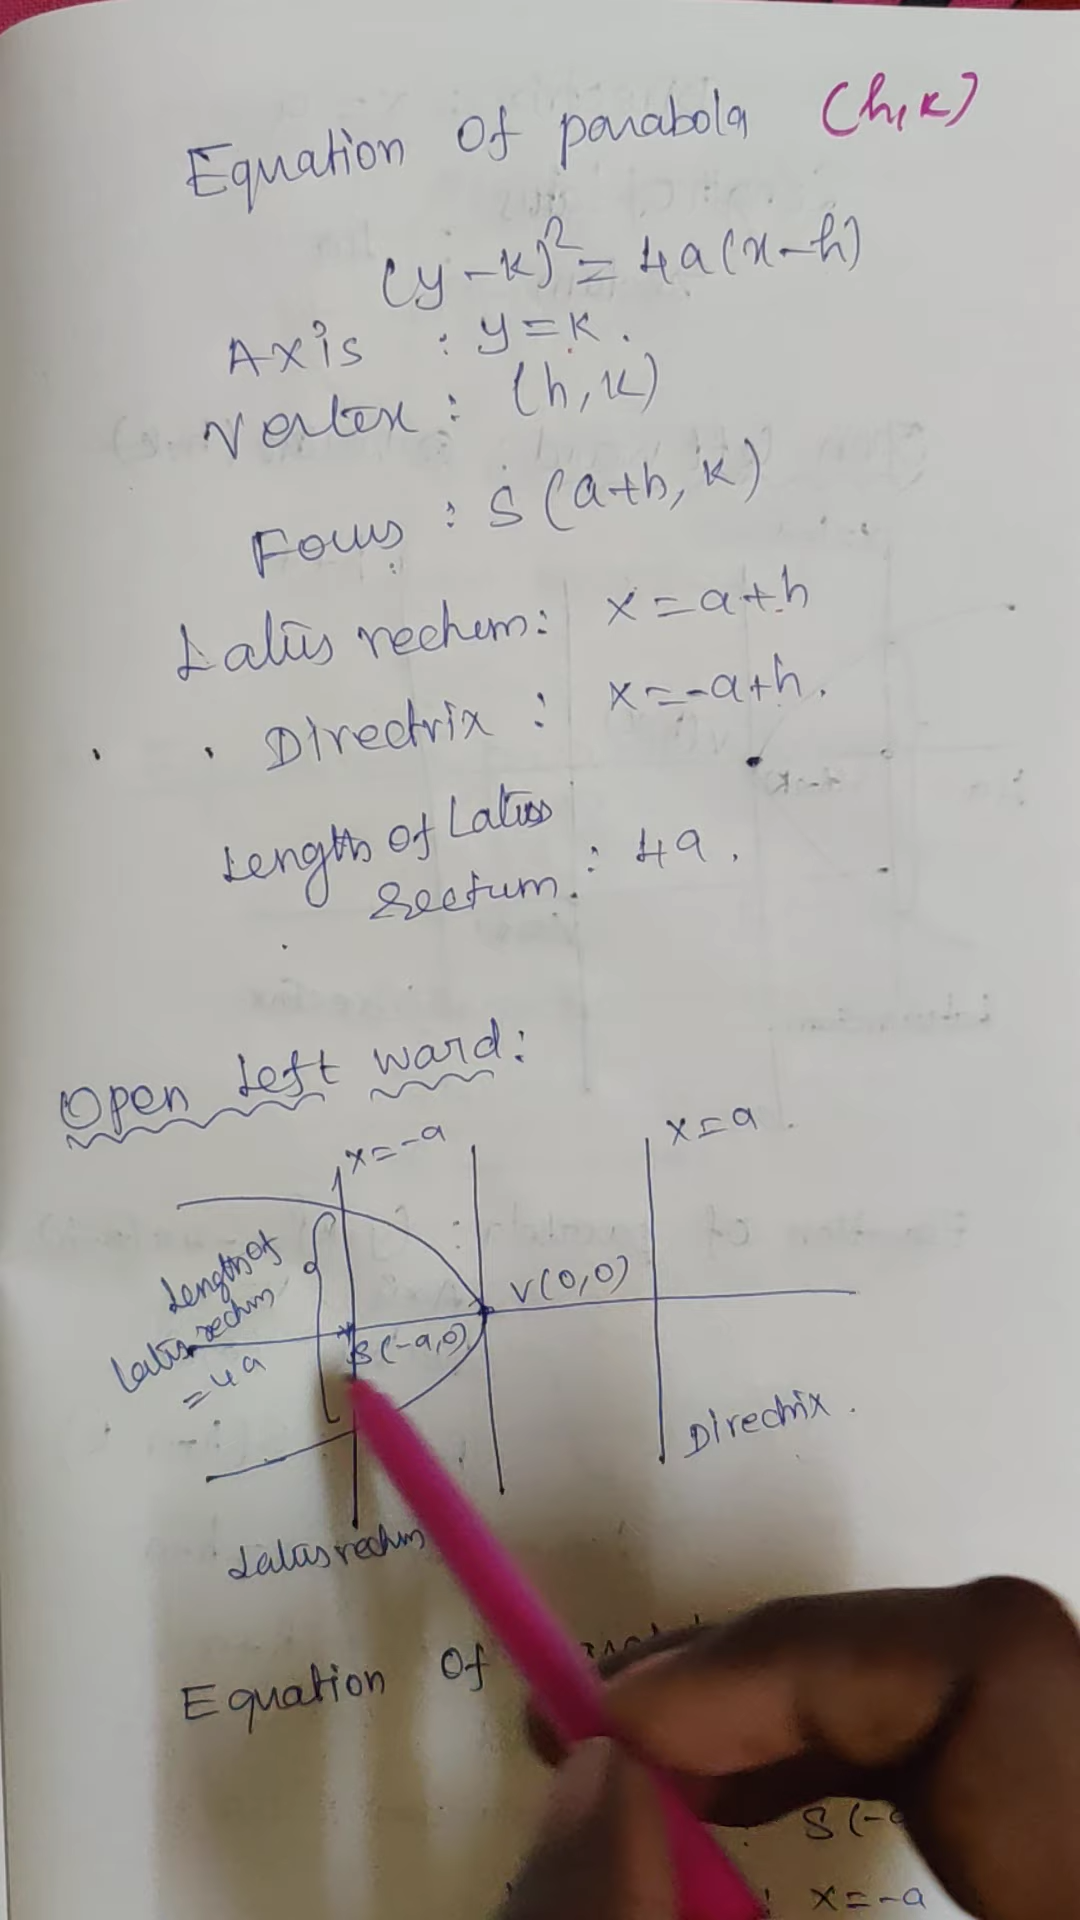 Equation Of parabola (h,k)
(y-k)² = 4a(x-h)
Axis : y=k.
Vertex : (h,k)
Focus : S(a+h, k)
Latus rectum: x=a+h
Directrix : x=-a+h.
Length of Latus
rectum : 4a.
Open Left ward:
x=-a
x=a
Length of
Latus rectum
=4a
V(0,0)
S(-a,0)
Directrix.
Latus rectum
Equation Of
S(-a
: x=-a